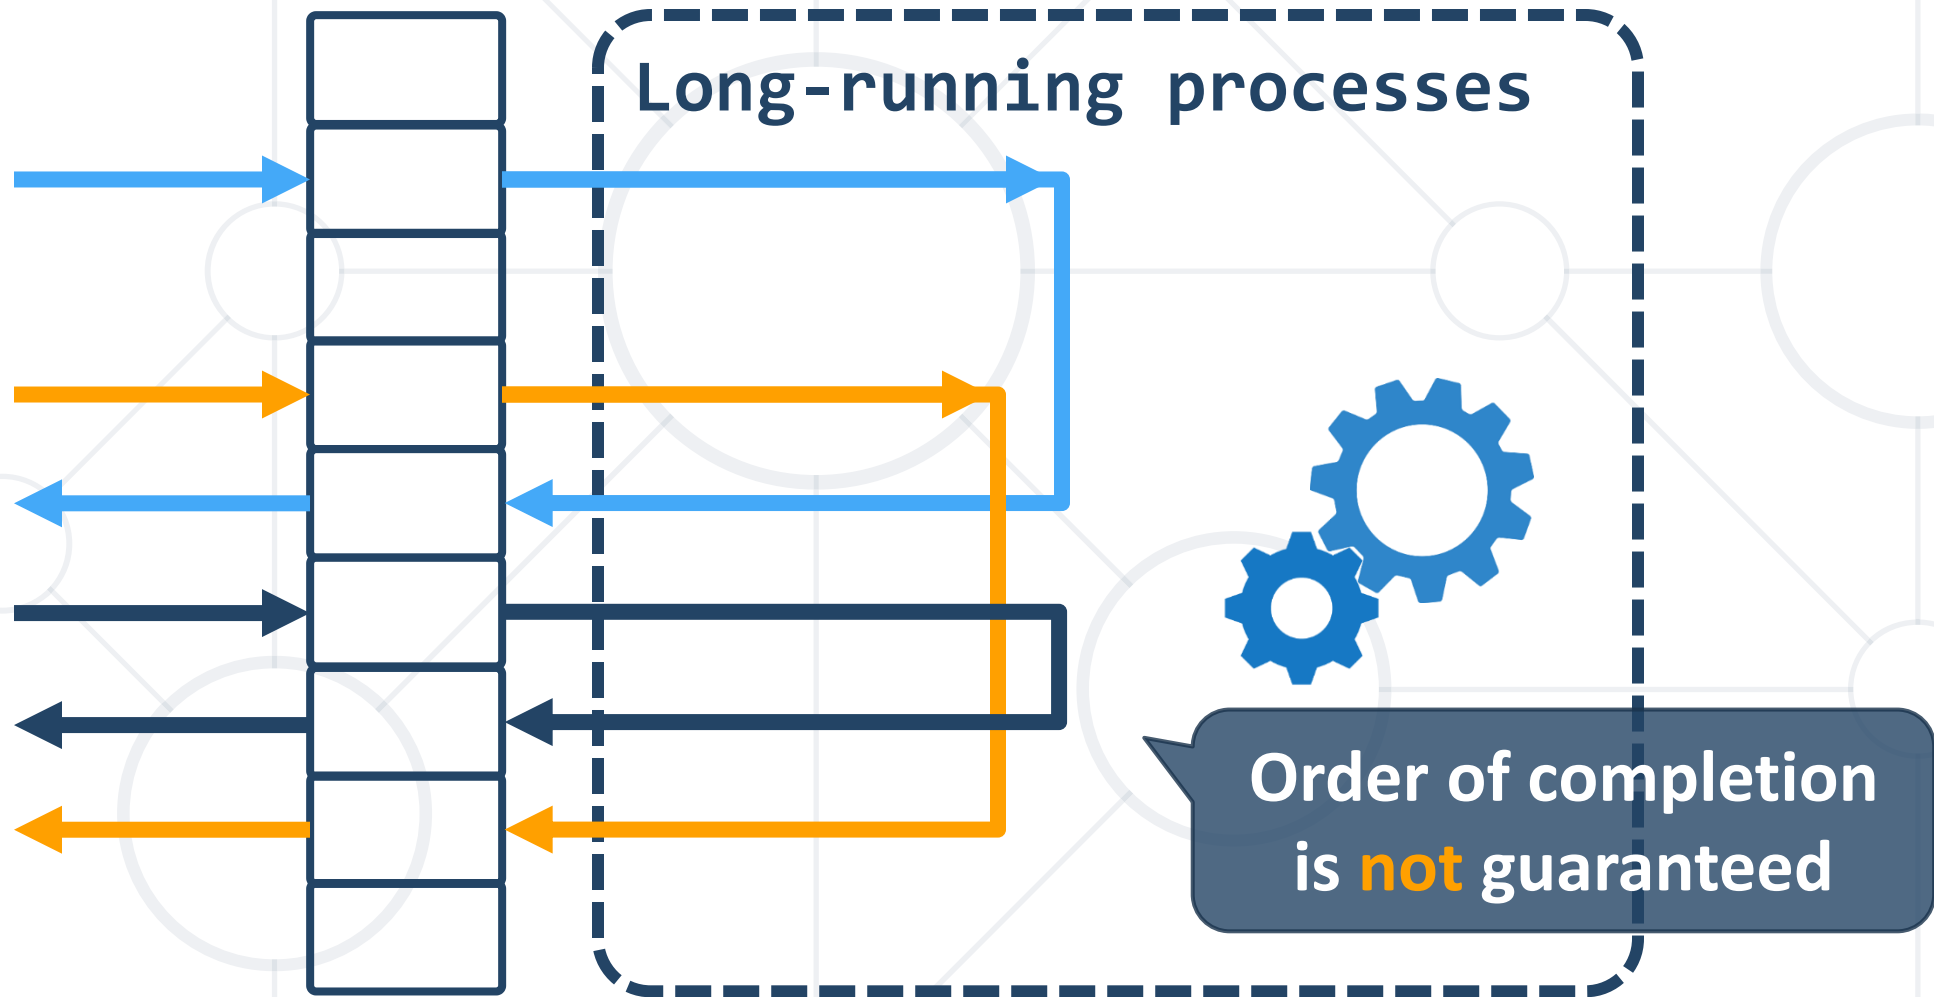 Long-running processes
Order of completion
is not guaranteed